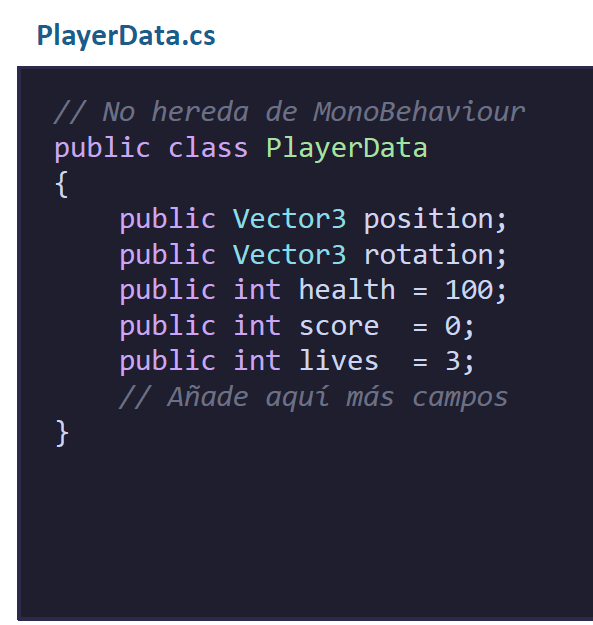 PlayerData.cs
// No hereda de MonoBehaviour
public class PlayerData
{
    public Vector3 position;
    public Vector3 rotation;
    public int health = 100;
    public int score  = 0;
    public int lives  = 3;
    // Añade aquí más campos
}